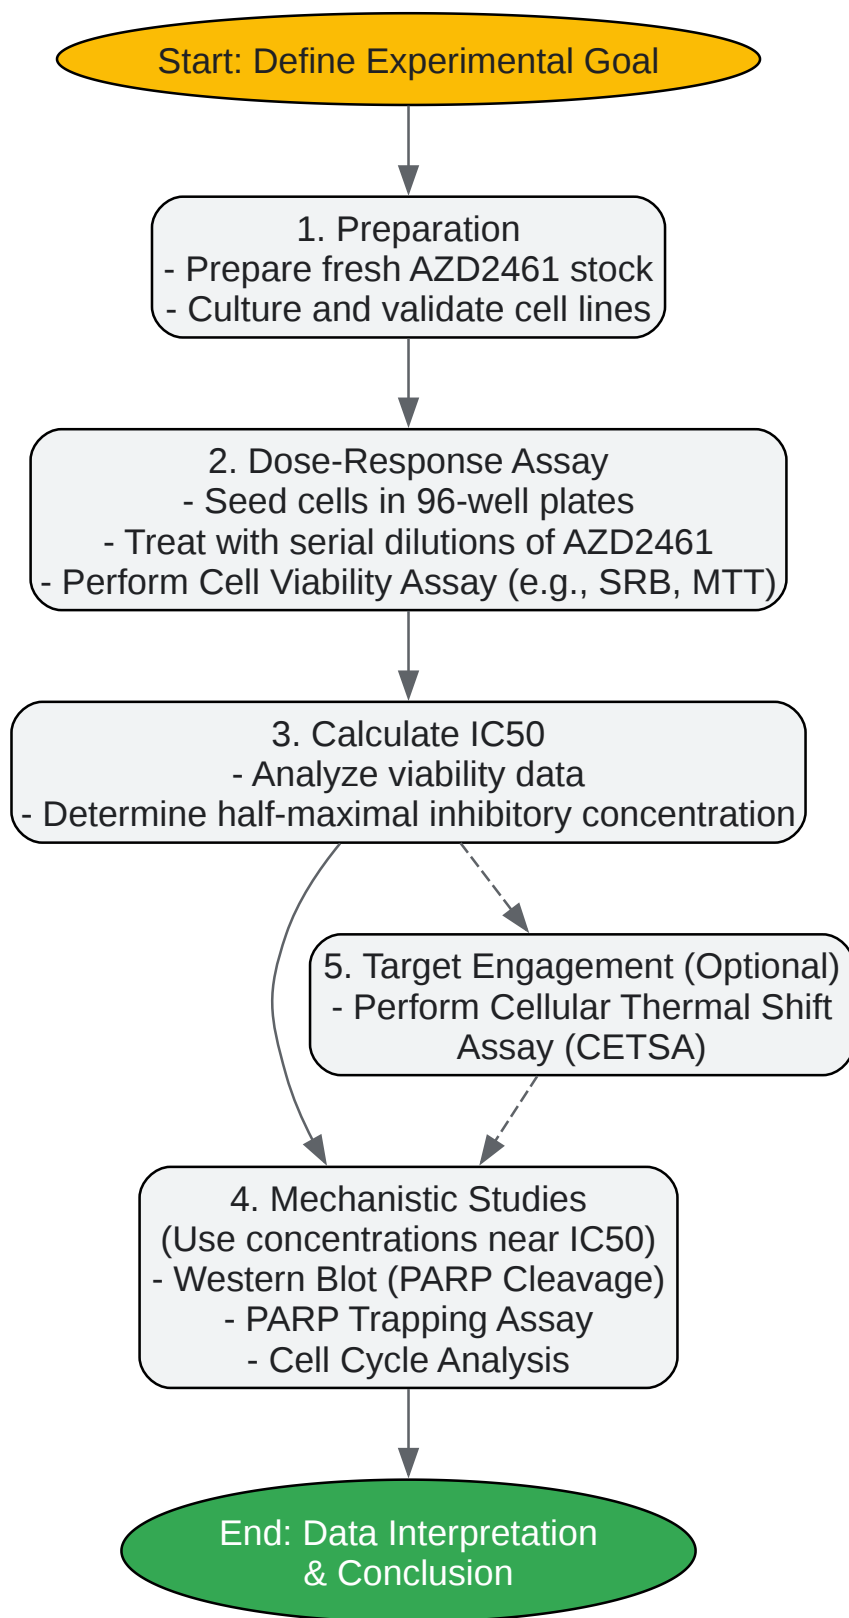 Start: Define Experimental Goal
1. Preparation
- Prepare fresh AZD2461 stock
- Culture and validate cell lines
2. Dose-Response Assay
- Seed cells in 96-well plates
- Treat with serial dilutions of AZD2461
- Perform Cell Viability Assay (e.g., SRB, MTT)
3. Calculate IC50
- Analyze viability data
- Determine half-maximal inhibitory concentration
5. Target Engagement (Optional)
- Perform Cellular Thermal Shift
Assay (CETSA)
4. Mechanistic Studies
(Use concentrations near IC50)
- Western Blot (PARP Cleavage)
- PARP Trapping Assay
- Cell Cycle Analysis
End: Data Interpretation
& Conclusion